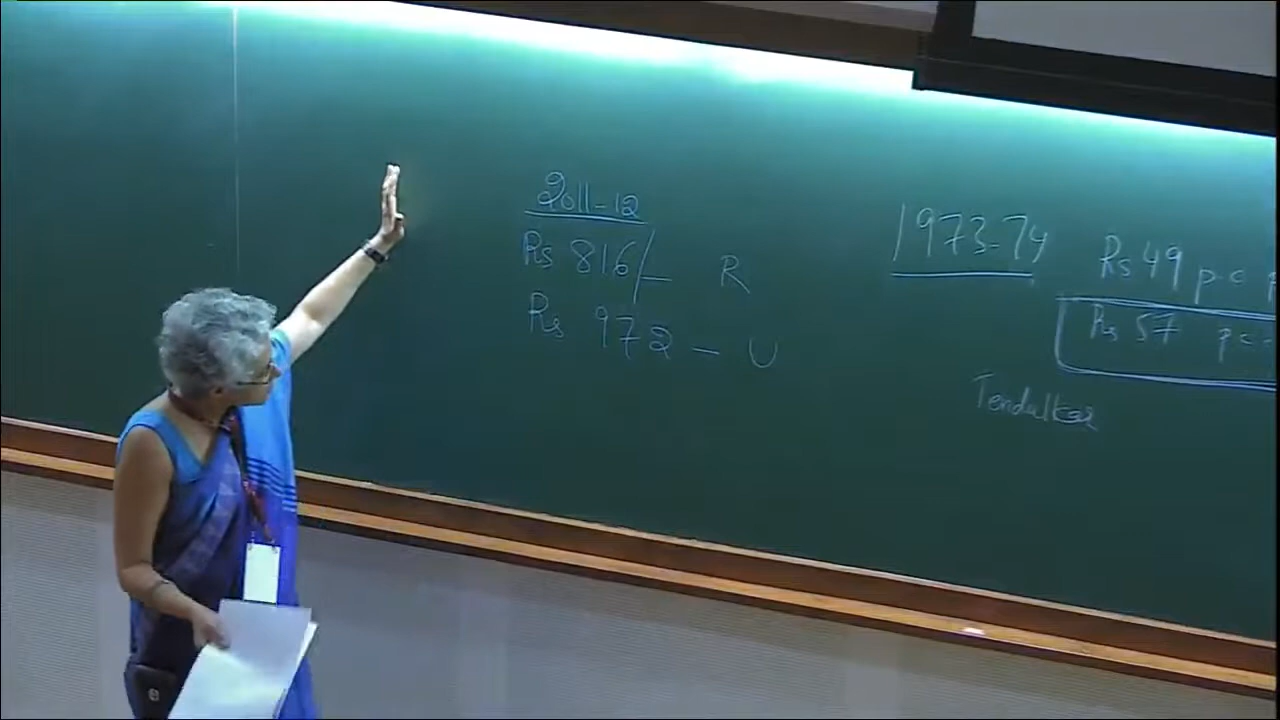 2011-12
Rs 816/- R
Rs 972 - U
1973-74
Rs 49 p.c
Rs 57 p.c.
Tendulkar